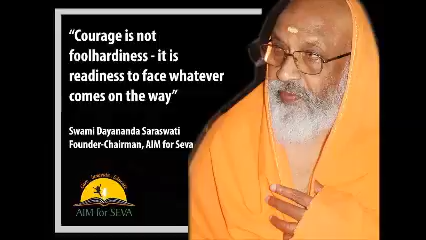 “Courage is not
foolhardiness - it is
readiness to face whatever
comes on the way”
Swami Dayananda Saraswati
Founder-Chairman, AIM for Seva
AIM for SEVA